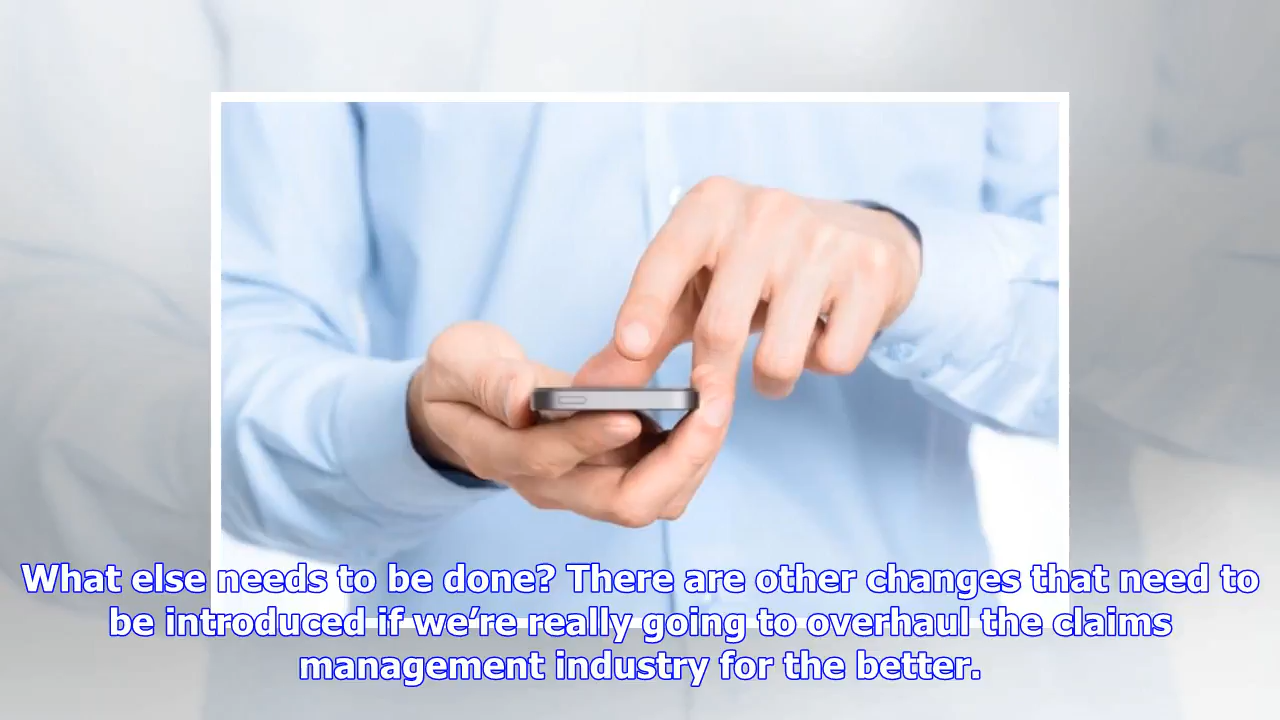 What else needs to be done? There are other changes that need to
be introduced if we’re really going to overhaul the claims
management industry for the better.